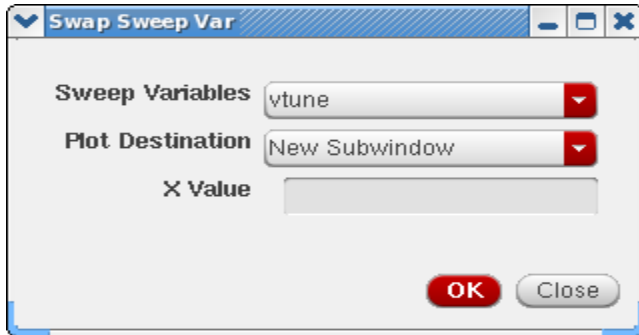 Swap Sweep Var
Sweep Variables vtune
Plot Destination New Subwindow
X Value
OK Close